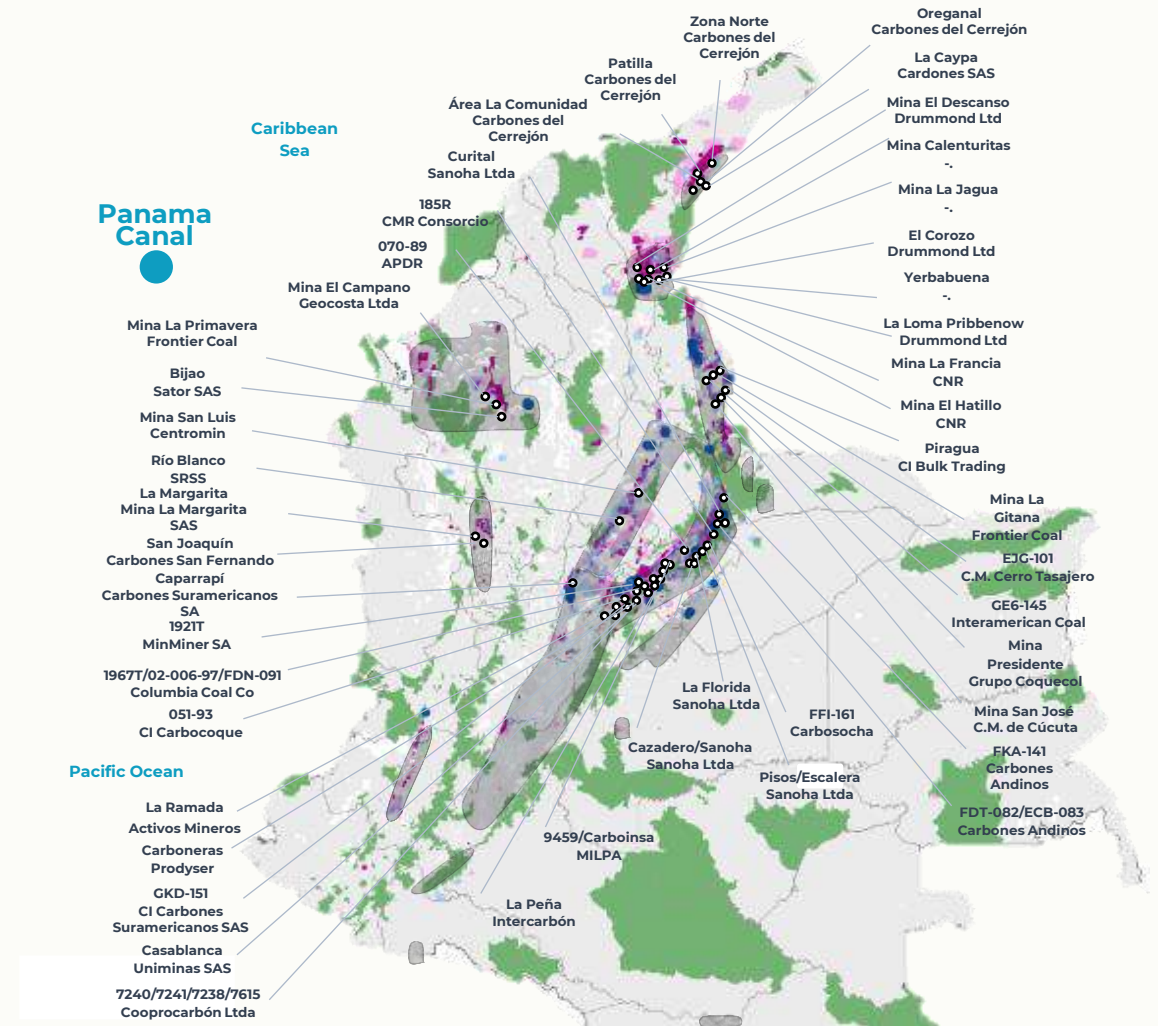 Oreganal
Carbones del Cerrejón
Zona Norte
Carbones del
Cerrejón
Patilla
Carbones del
Cerrejón
La Caypa
Cardones SAS
Área La Comunidad
Carbones del
Cerrejón
Mina El Descanso
Drummond Ltd
Caribbean
Sea
Mina Calenturitas
-.
Curital
Sanoha Ltda
Mina La Jagua
-.
185R
CMR Consorcio
Panama
Canal
070-89
APDR
El Corozo
Drummond Ltd
Mina El Campano
Geocosta Ltda
Yerbabuena
-.
Mina La Primavera
Frontier Coal
La Loma Pribbenow
Drummond Ltd
Bijao
Sator SAS
Mina La Francia
CNR
Mina San Luis
Centromin
Mina El Hatillo
CNR
Río Blanco
SRSS
Piragua
CI Bulk Trading
La Margarita
Mina La Margarita
SAS
Mina La
Gitana
Frontier Coal
San Joaquín
Carbones San Fernando
EJG-101
C.M. Cerro Tasajero
Caparrapí
Carbones Suramericanos
SA
GE6-145
Interamerican Coal
1921T
MinMiner SA
Mina
Presidente
Grupo Coquecol
1967T/02-006-97/FDN-091
Columbia Coal Co
La Florida
Sanoha Ltda
051-93
CI Carbocoque
FFI-161
Carbosocha
Mina San José
C.M. de Cúcuta
Cazadero/Sanoha
Sanoha Ltda
FKA-141
Carbones
Andinos
Pacific Ocean
Pisos/Escalera
Sanoha Ltda
La Ramada
Activos Mineros
FDT-082/ECB-083
Carbones Andinos
Carboneras
Prodyser
9459/Carboinsa
MILPA
GKD-151
CI Carbones
Suramericanos SAS
La Peña
Intercarbón
Casablanca
Uniminas SAS
7240/7241/7238/7615
Cooprocarbón Ltda